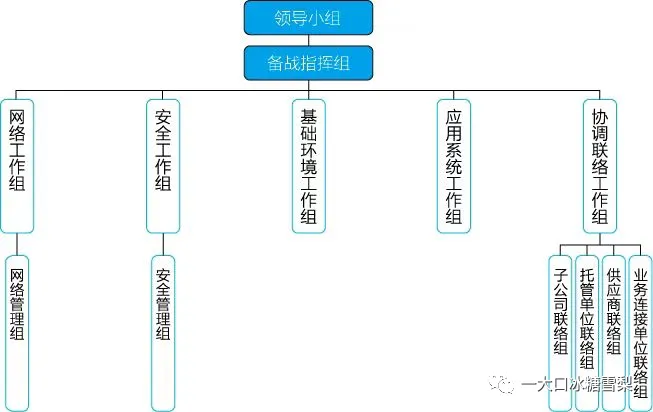 领导小组
备战指挥组
网络工作组
安全工作组
基础环境工作组
应用系统工作组
协调联络工作组
网络管理组
安全管理组
子公司联络组
托管单位联络组
供应商联络组
业务连接单位联络组
一大口冰糖雪梨